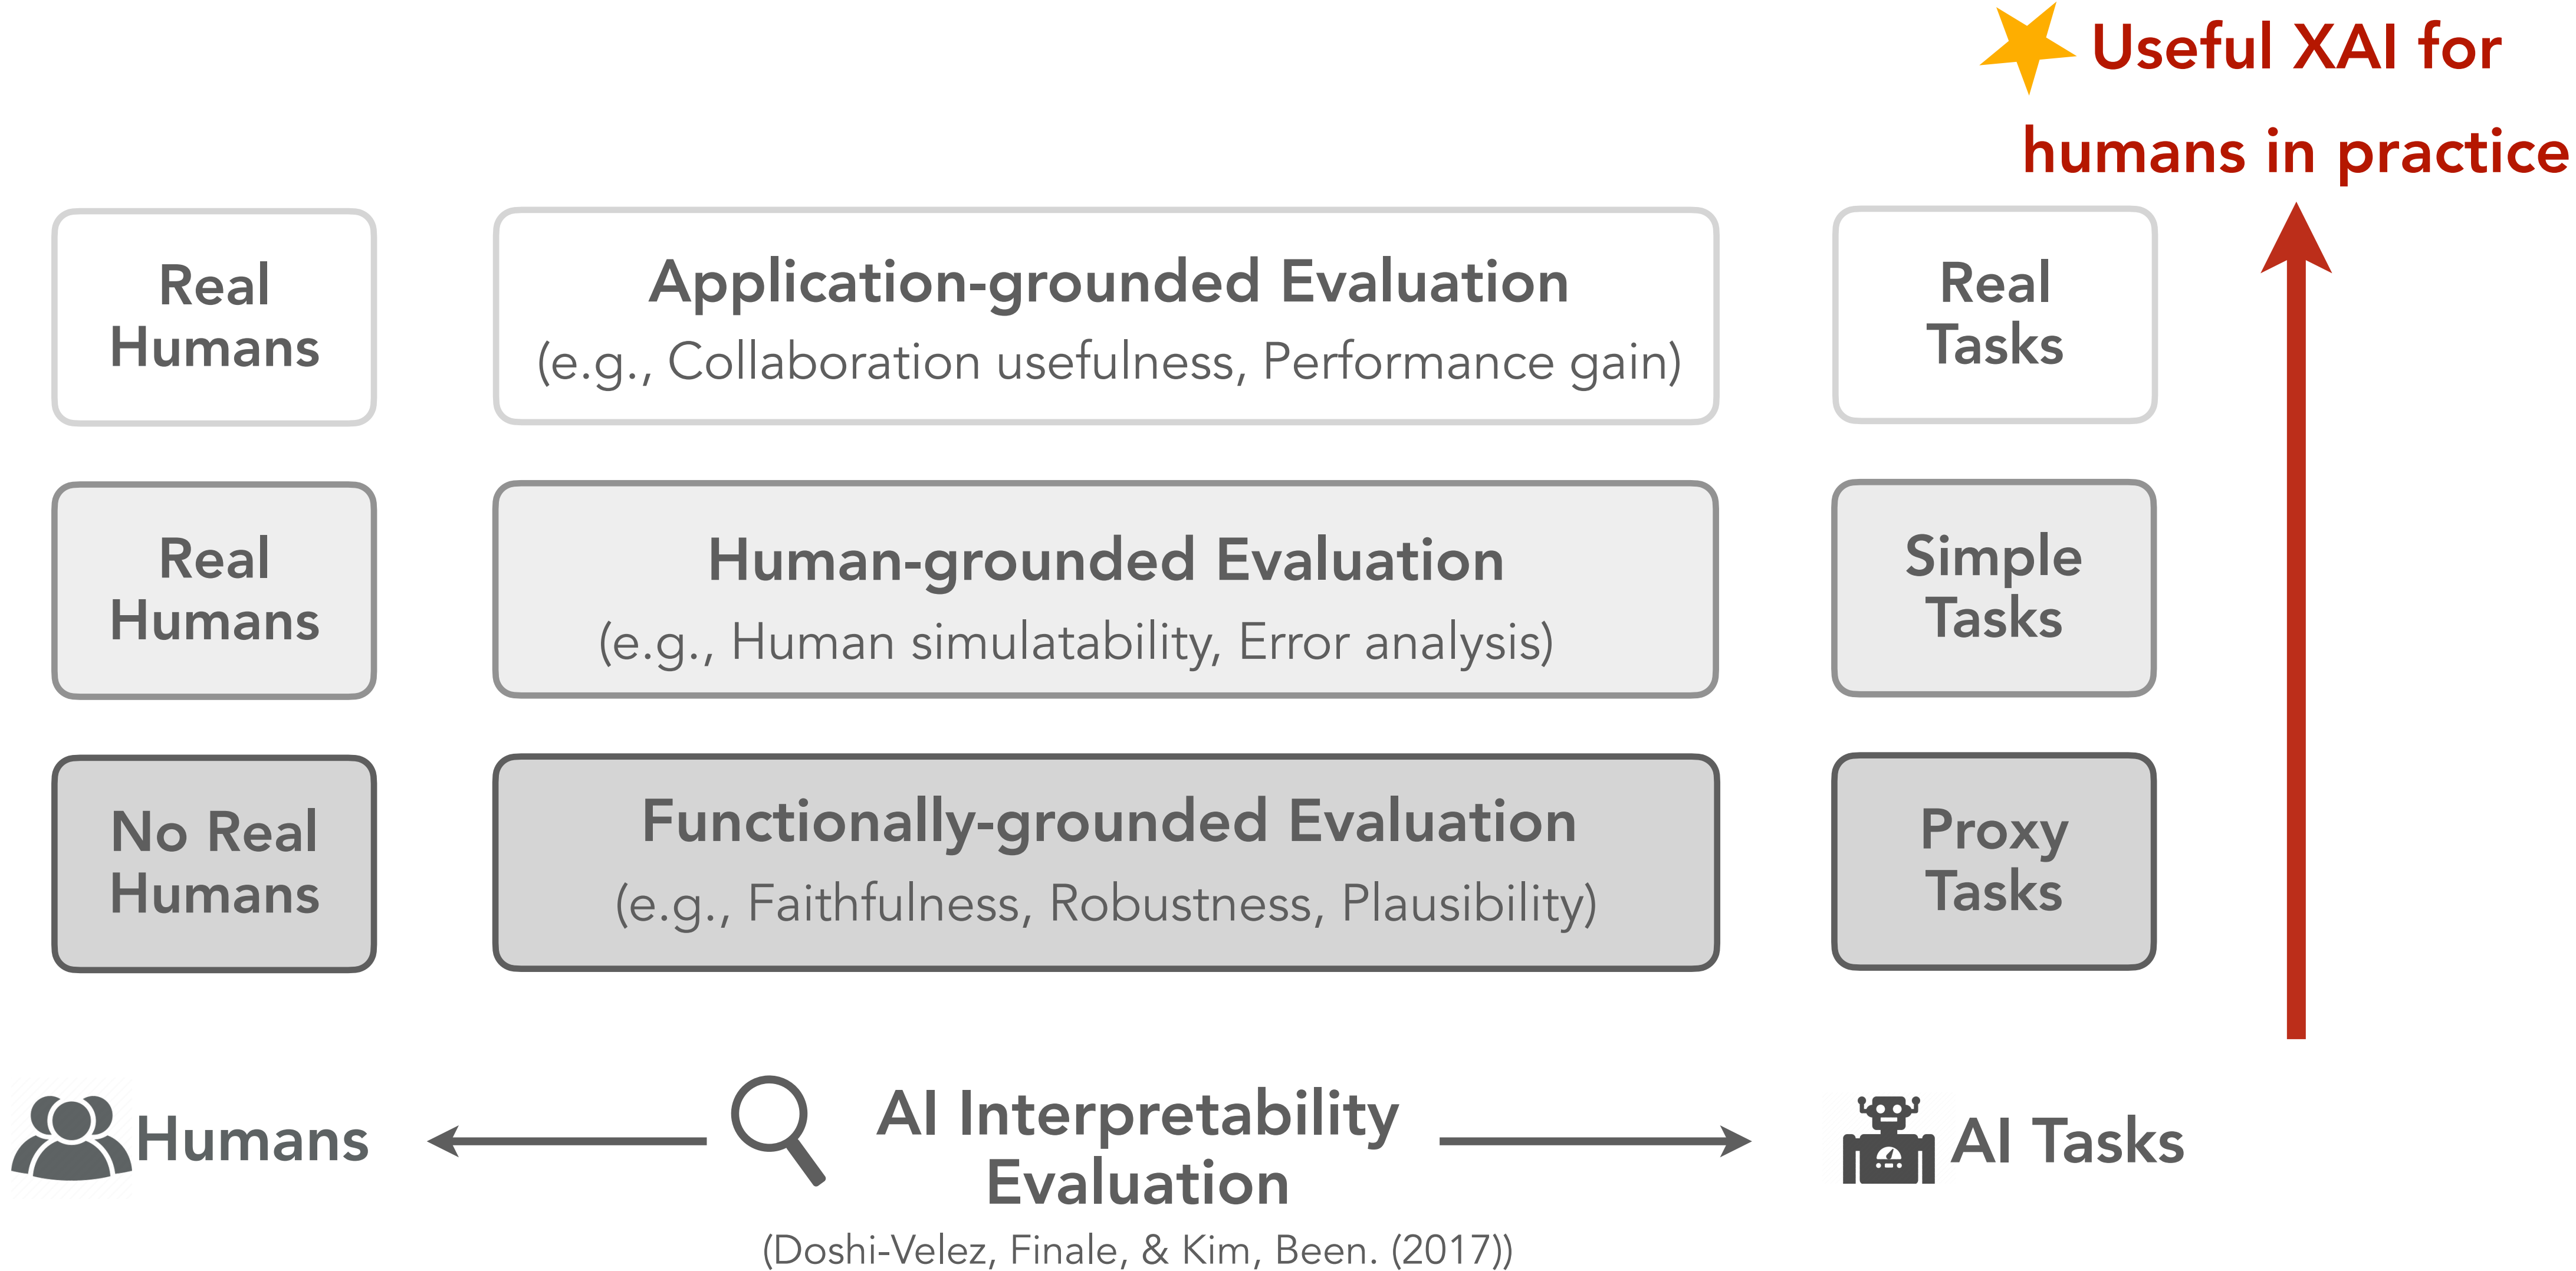 Useful XAI for
humans in practice
Real
Humans
Application-grounded Evaluation
(e.g., Collaboration usefulness, Performance gain)
Real
Tasks
Real
Humans
Human-grounded Evaluation
(e.g., Human simulatability, Error analysis)
Simple
Tasks
No Real
Humans
Functionally-grounded Evaluation
(e.g., Faithfulness, Robustness, Plausibility)
Proxy
Tasks
Humans
AI Interpretability
Evaluation
(Doshi-Velez, Finale, & Kim, Been. (2017))
AI Tasks